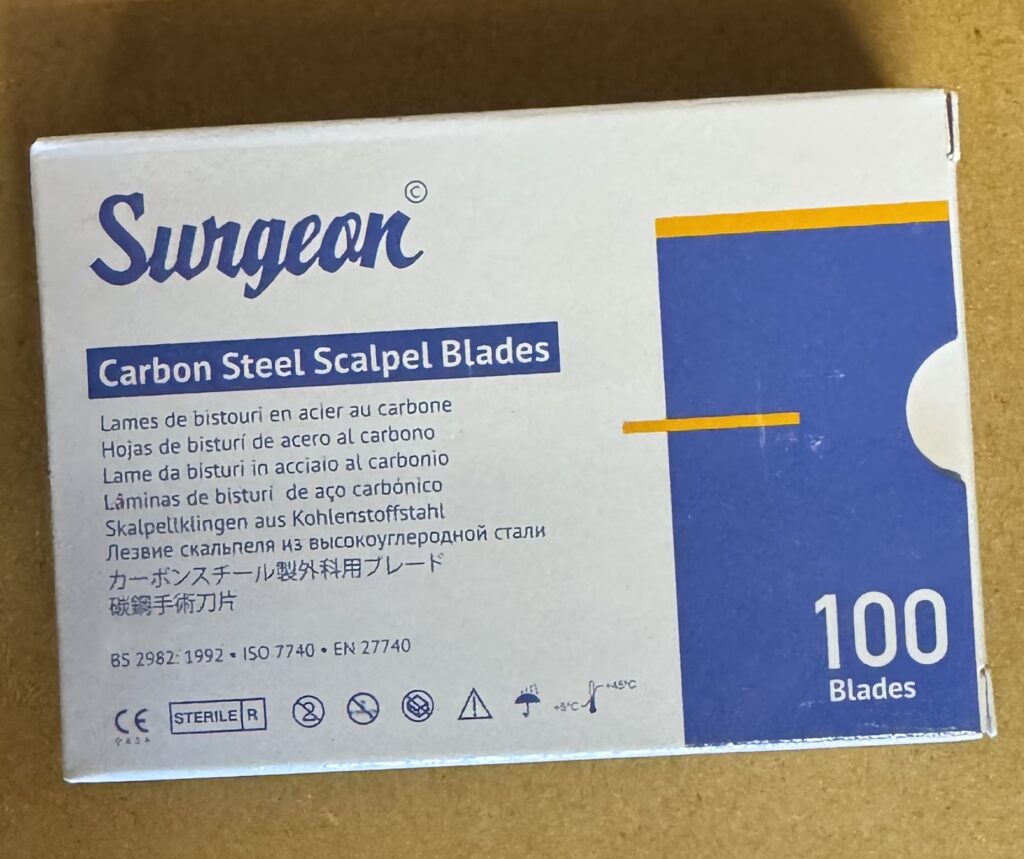 Surgeon©
Carbon Steel Scalpel Blades
Lames de bistouri en acier au carbone
Hojas de bisturí de acero al carbono
Lame da bisturi in acciaio al carbonio
Lâminas de bisturí de aço carbónico
Skalpellklingen aus Kohlenstoffstahl
Лезвие скальпеля из высокоуглеродной стали
カーボンスチール製外科用ブレード
碳鋼手術刀片
BS 2982: 1992 • ISO 7740 • EN 27740
CE STERILE R 2 +5°C +45°C
100
Blades